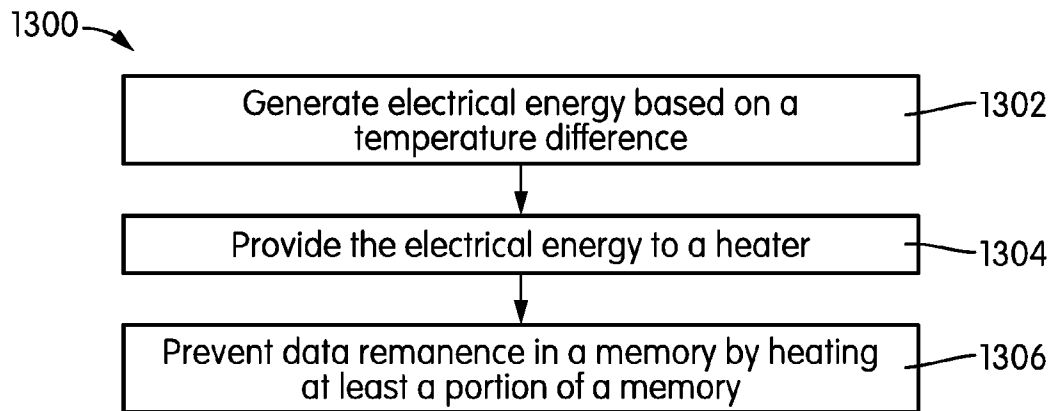 1300
Generate electrical energy based on a
temperature difference
1302
Provide the electrical energy to a heater
1304
Prevent data remanence in a memory by heating
at least a portion of a memory
1306